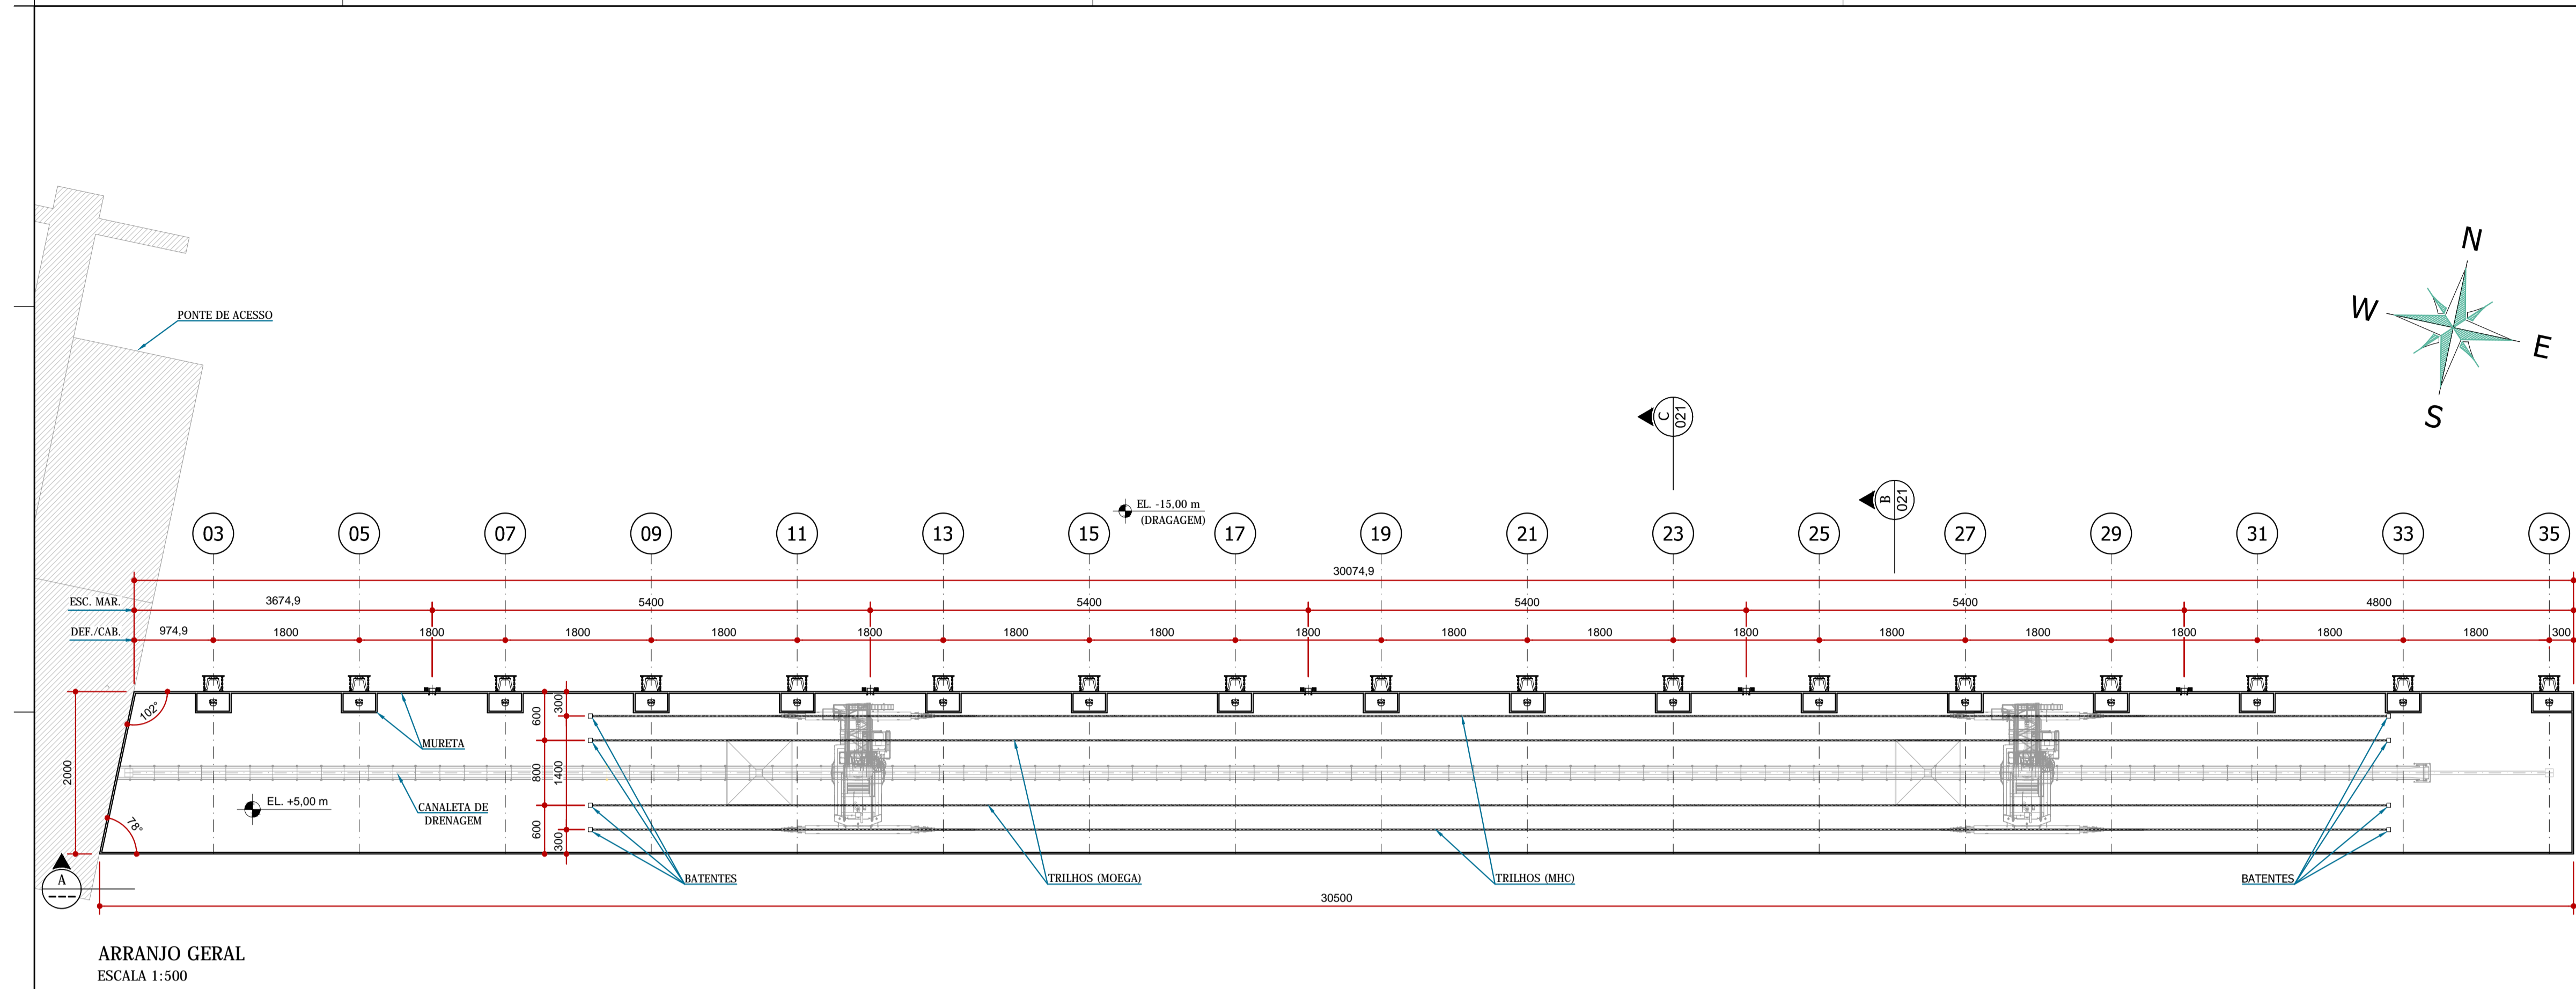 N
W
E
S
PONTE DE ACESSO
C
021
B
021
EL. -15,00 m
(DRAGAGEM)
03 05 07 09 11 13 15 17 19 21 23 25 27 29 31 33 35
30074,9
ESC. MAR.
3674,9 5400 5400 5400 5400 4800
DEF./CAB.
974,9 1800 1800 1800 1800 1800 1800 1800 1800 1800 1800 1800 1800 1800 1800 1800 1800 300
102°
78°
2000
600 800 600
300 1400 300
MURETA
CANALETA DE
DRENAGEM
EL. +5,00 m
A
BATENTES
TRILHOS (MOEGA)
TRILHOS (MHC)
BATENTES
30500
ARRANJO GERAL
ESCALA 1:500